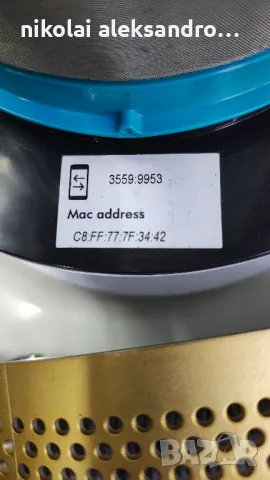 nikolai aleksandro...
3559:9953
Mac address
C8:FF:77:7F:34:42
BAZAR